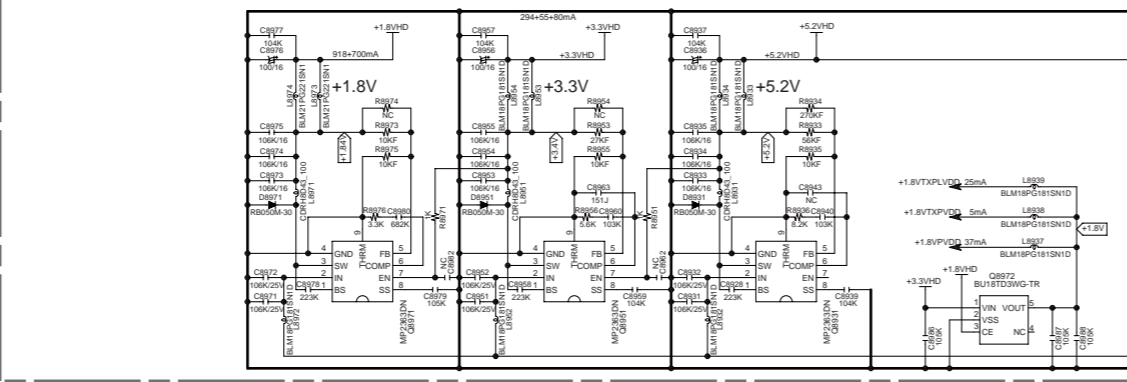 C8977
104K
C8976
100/16
918+700mA
+1.8VHD
L8974
BLM21PG221SN1
L8973
BLM21PG221SN1
+1.8V
R8974
NC
R8973
10KF
R8975
10KF
C8975
106K/16
C8974
106K/16
C8973
106K/16
D8971
RB050M-30
CDRH8D43_100
L8971
+1.84V
R8976
3.3K
C8980
682K
R8971
9
THRM
4 GND FB 5
3 SW COMP 6
2 IN EN 7
1 BS SS 8
C8972
106K/25V
C8971
106K/25V
C8978
223K
BLM18PG181SN1D
L8972
MP2363DN
Q8971
C8979
105K
NC
C8982
294+55+80mA
C8957
104K
C8956
100/16
+3.3VHD
+3.3VHD
BLM18PG181SN1D
L8954
BLM18PG181SN1D
L8953
+3.3V
R8954
NC
R8953
27KF
R8955
10KF
C8955
106K/16
C8954
106K/16
C8953
106K/16
D8951
RB050M-30
CDRH8D43_100
L8951
+3.4V
C8963
151J
R8956
5.6K
C8960
103K
R8951
9
THRM
4 GND FB 5
3 SW COMP 6
2 IN EN 7
1 BS SS 8
C8952
106K/25V
C8951
106K/25V
C8958
223K
BLM18PG181SN1D
L8952
MP2363DN
Q8951
C8959
104K
NC
C8962
C8937
104K
C8936
100/16
+5.2VHD
+5.2VHD
BLM18PG181SN1D
L8934
BLM18PG181SN1D
L8933
+5.2V
R8934
270KF
R8933
56KF
R8935
10KF
C8935
106K/16
C8934
106K/16
C8933
106K/16
D8931
RB050M-30
CDRH8D43_100
L8931
+5.2V
C8943
NC
R8936
8.2K
C8940
103K
9
THRM
4 GND FB 5
3 SW COMP 6
2 IN EN 7
1 BS SS 8
C8932
106K/25V
C8931
106K/25V
C8928
223K
BLM18PG181SN1D
L8932
MP2363DN
Q8931
C8939
104K
+1.8VTXPLVDD 25mA
L8939
BLM18PG181SN1D
+1.8VTXPVDD 5mA
L8938
BLM18PG181SN1D
+1.8V
+1.8VPVDD 37mA
L8937
BLM18PG181SN1D
+1.8VHD
Q8972
BU18TD3WG-TR
+3.3VHD
1 VIN VOUT 5
2 VSS
3 CE NC 4
C8986
105K
C8987
105K
C8988
105K